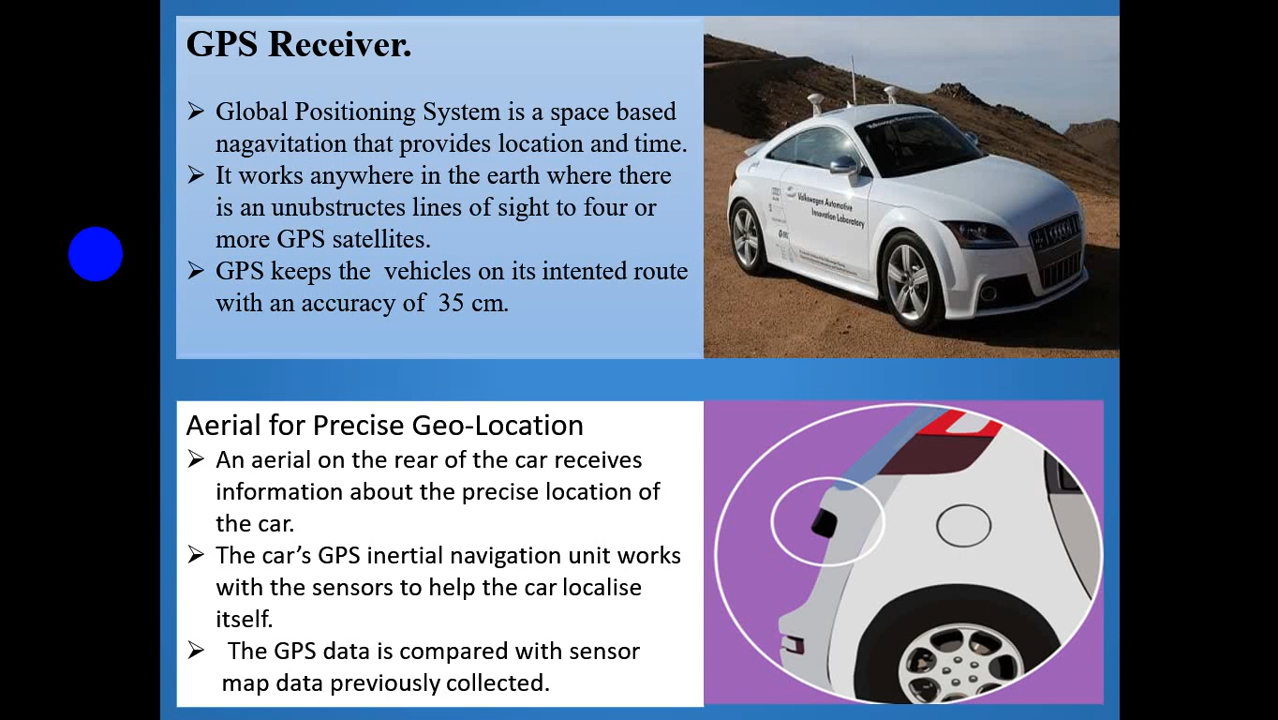 GPS Receiver.
➢ Global Positioning System is a space based
nagavitation that provides location and time.
➢ It works anywhere in the earth where there
is an unubstructes lines of sight to four or
more GPS satellites.
➢ GPS keeps the vehicles on its intented route
with an accuracy of 35 cm.
Volkswagen Automotive
Innovation Laboratory
Aerial for Precise Geo-Location
➢ An aerial on the rear of the car receives
information about the precise location of
the car.
➢ The car’s GPS inertial navigation unit works
with the sensors to help the car localise
itself.
➢ The GPS data is compared with sensor
map data previously collected.